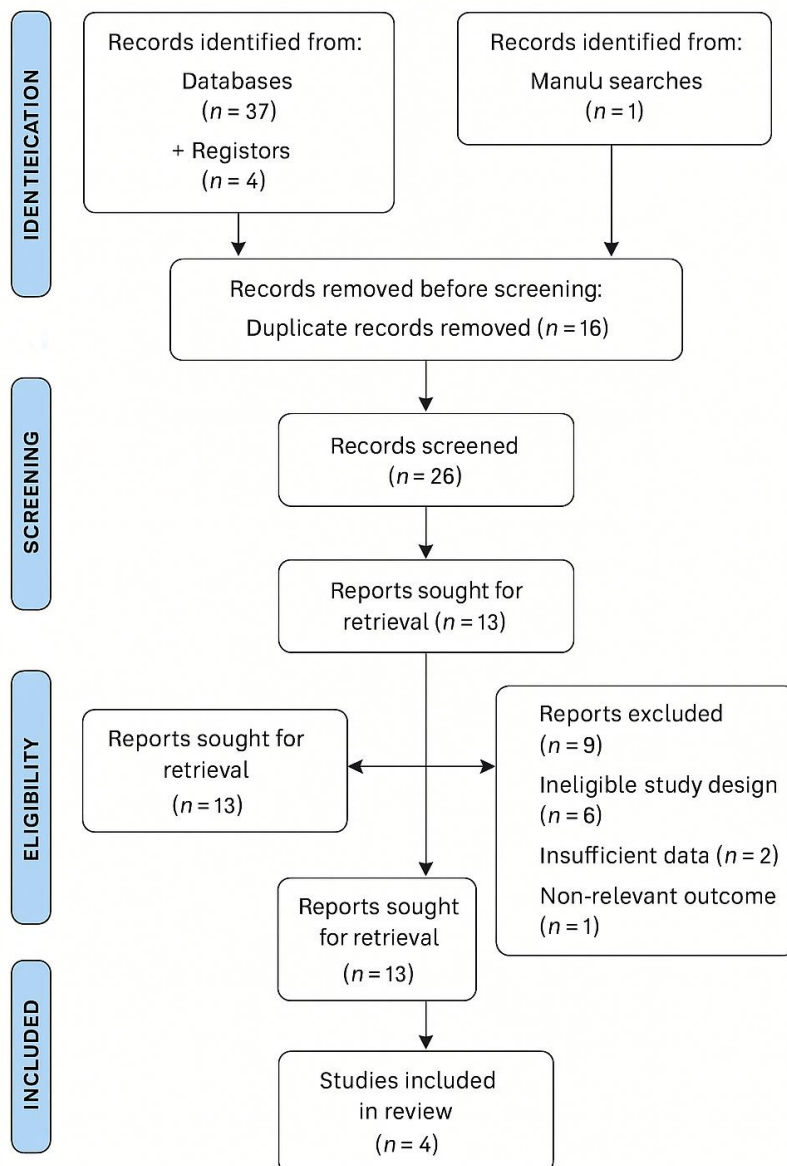 IDENTIEICATION
Records identified from:
Databases
(n = 37)
+ Registors
(n = 4)
Records identified from:
Manuļu searches
(n = 1)
Records removed before screening:
Duplicate records removed (n = 16)
SCREENING
Records screened
(n = 26)
Reports sought for
retrieval (n = 13)
ELIGIBILITY
Reports sought for
retrieval
(n = 13)
Reports excluded
(n = 9)
Ineligible study design
(n = 6)
Insufficient data (n = 2)
Non-relevant outcome
(n = 1)
Reports sought
for retrieval
(n = 13)
INCLUDED
Studies included
in review
(n = 4)